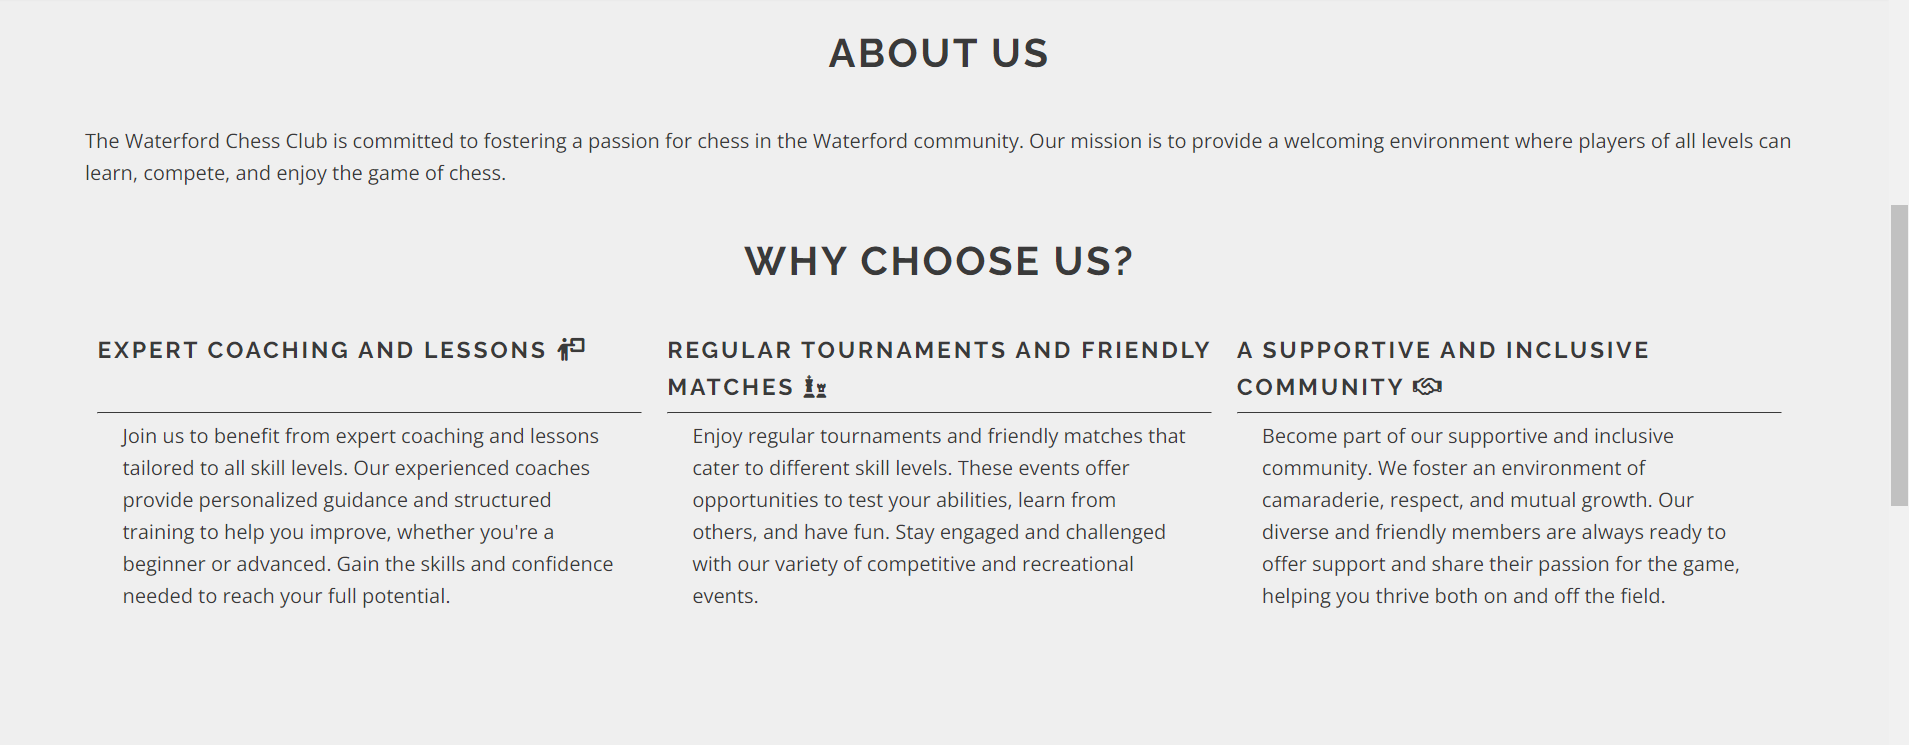 ABOUT US
The Waterford Chess Club is committed to fostering a passion for chess in the Waterford community. Our mission is to provide a welcoming environment where players of all levels can
learn, compete, and enjoy the game of chess.
WHY CHOOSE US?
EXPERT COACHING AND LESSONS
Join us to benefit from expert coaching and lessons
tailored to all skill levels. Our experienced coaches
provide personalized guidance and structured
training to help you improve, whether you're a
beginner or advanced. Gain the skills and confidence
needed to reach your full potential.
REGULAR TOURNAMENTS AND FRIENDLY
MATCHES
Enjoy regular tournaments and friendly matches that
cater to different skill levels. These events offer
opportunities to test your abilities, learn from
others, and have fun. Stay engaged and challenged
with our variety of competitive and recreational
events.
A SUPPORTIVE AND INCLUSIVE
COMMUNITY
Become part of our supportive and inclusive
community. We foster an environment of
camaraderie, respect, and mutual growth. Our
diverse and friendly members are always ready to
offer support and share their passion for the game,
helping you thrive both on and off the field.